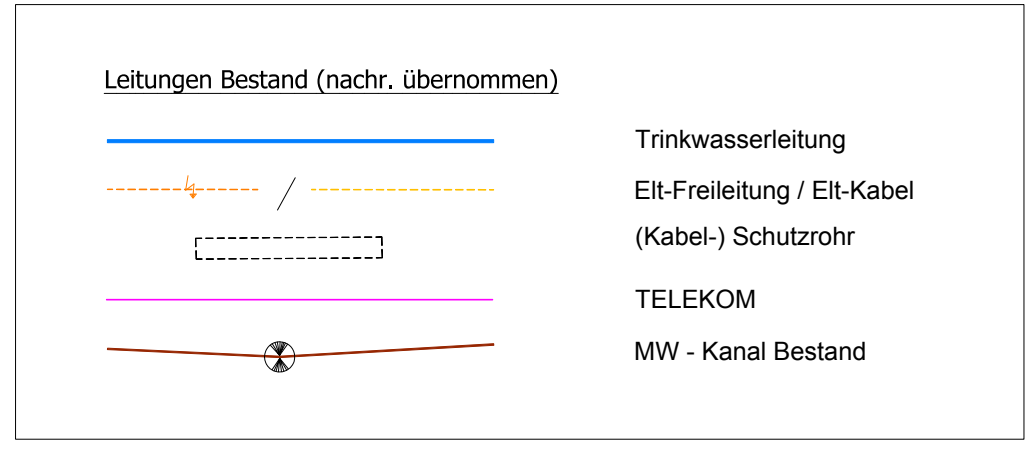 Leitungen Bestand (nachr. übernommen)
Trinkwasserleitung
Elt-Freileitung / Elt-Kabel
(Kabel-) Schutzrohr
TELEKOM
MW - Kanal Bestand